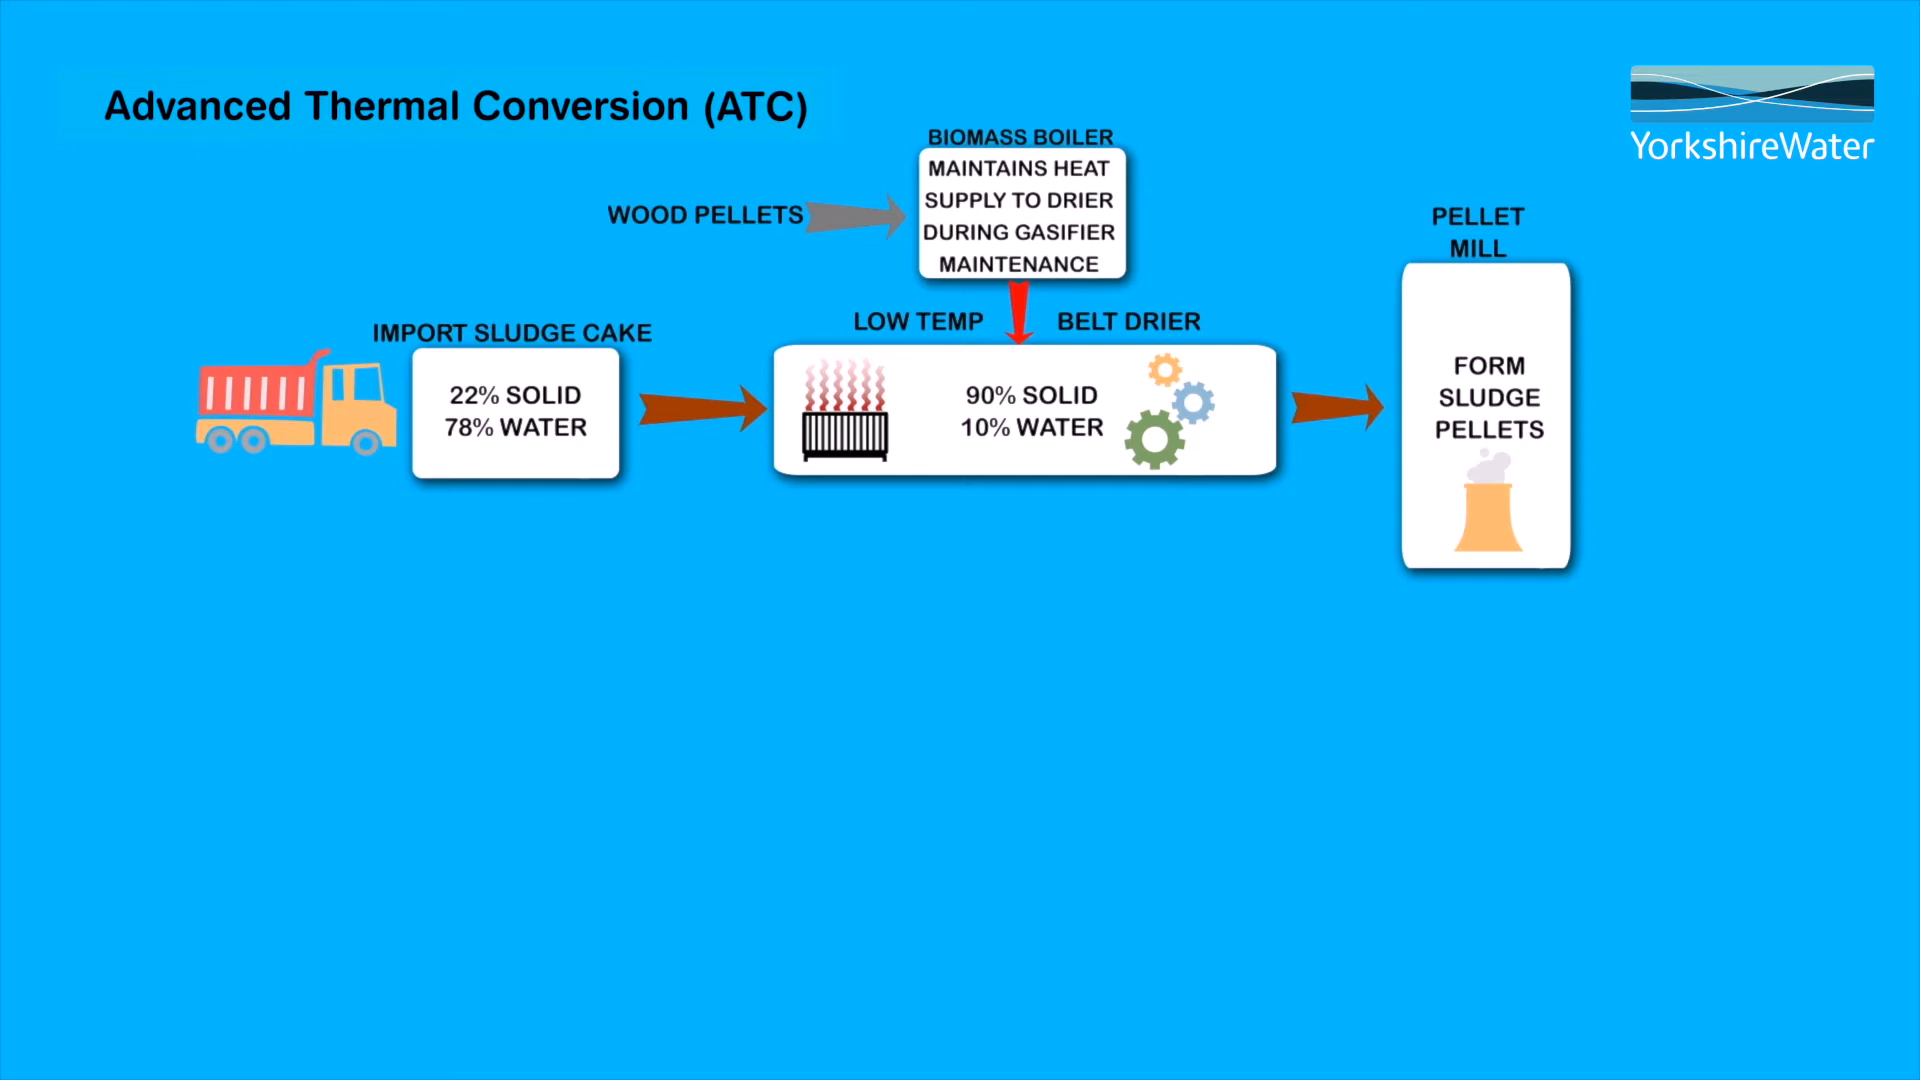 Advanced Thermal Conversion (ATC)
YorkshireWater
BIOMASS BOILER
MAINTAINS HEAT
SUPPLY TO DRIER
DURING GASIFIER
MAINTENANCE
WOOD PELLETS
PELLET
MILL
IMPORT SLUDGE CAKE
22% SOLID
78% WATER
LOW TEMP
BELT DRIER
90% SOLID
10% WATER
FORM
SLUDGE
PELLETS